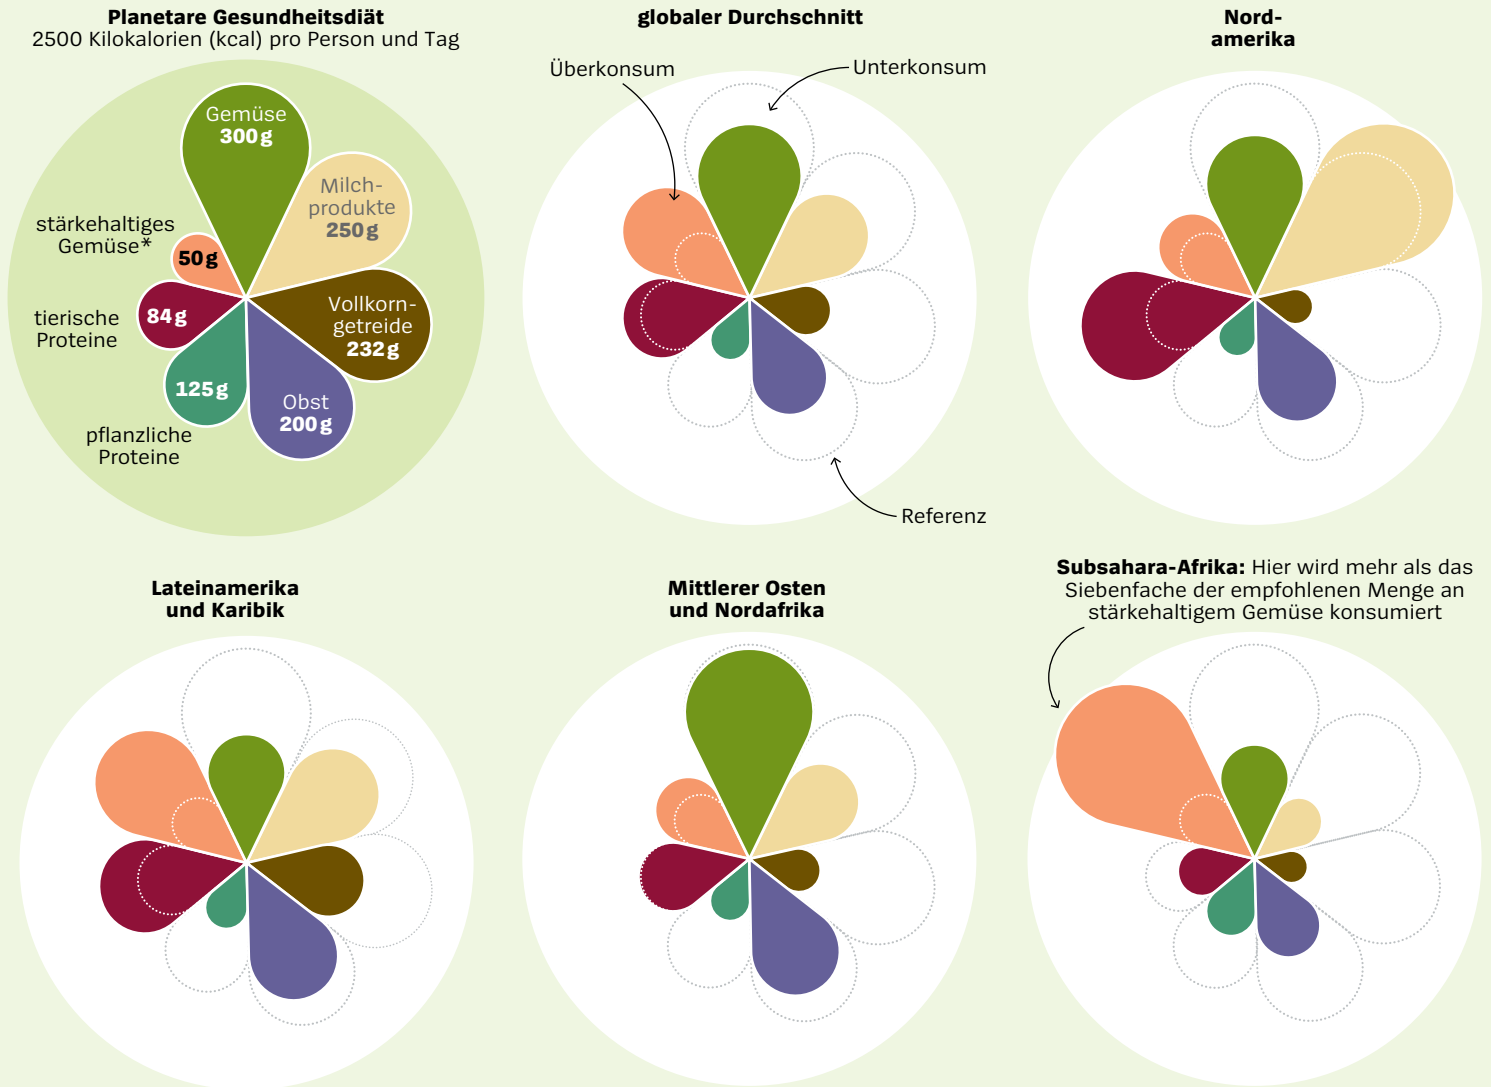 Planetare Gesundheitsdiät
2500 Kilokalorien (kcal) pro Person und Tag
Gemüse
300 g
Milch-
produkte
250 g
stärkehaltiges
Gemüse*
50 g
tierische
Proteine
84 g
Vollkorn-
getreide
232 g
125 g
pflanzliche
Proteine
Obst
200 g
globaler Durchschnitt
Überkonsum
Unterkonsum
Referenz
Nord-
amerika
Lateinamerika
und Karibik
Mittlerer Osten
und Nordafrika
Subsahara-Afrika: Hier wird mehr als das
Siebenfache der empfohlenen Menge an
stärkehaltigem Gemüse konsumiert